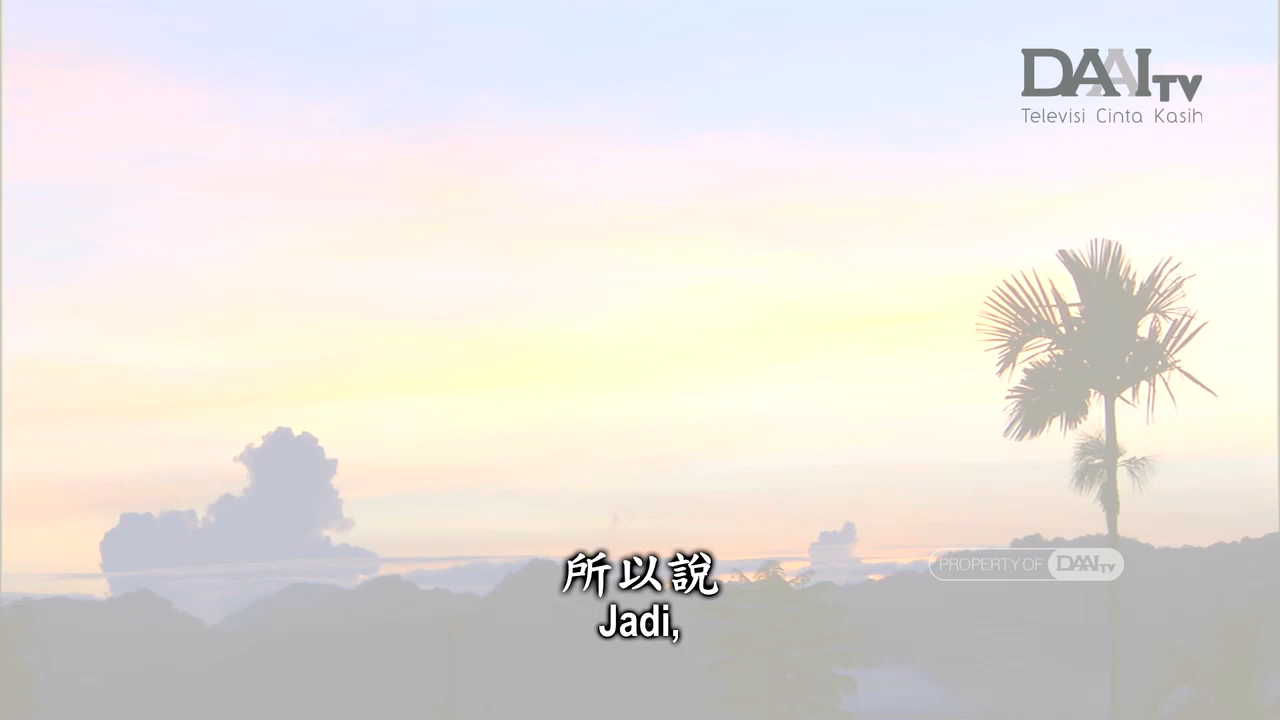 DAAI TV
Televisi Cinta Kasih
所以說
PROPERTY OF DAAI TV
Jadi,